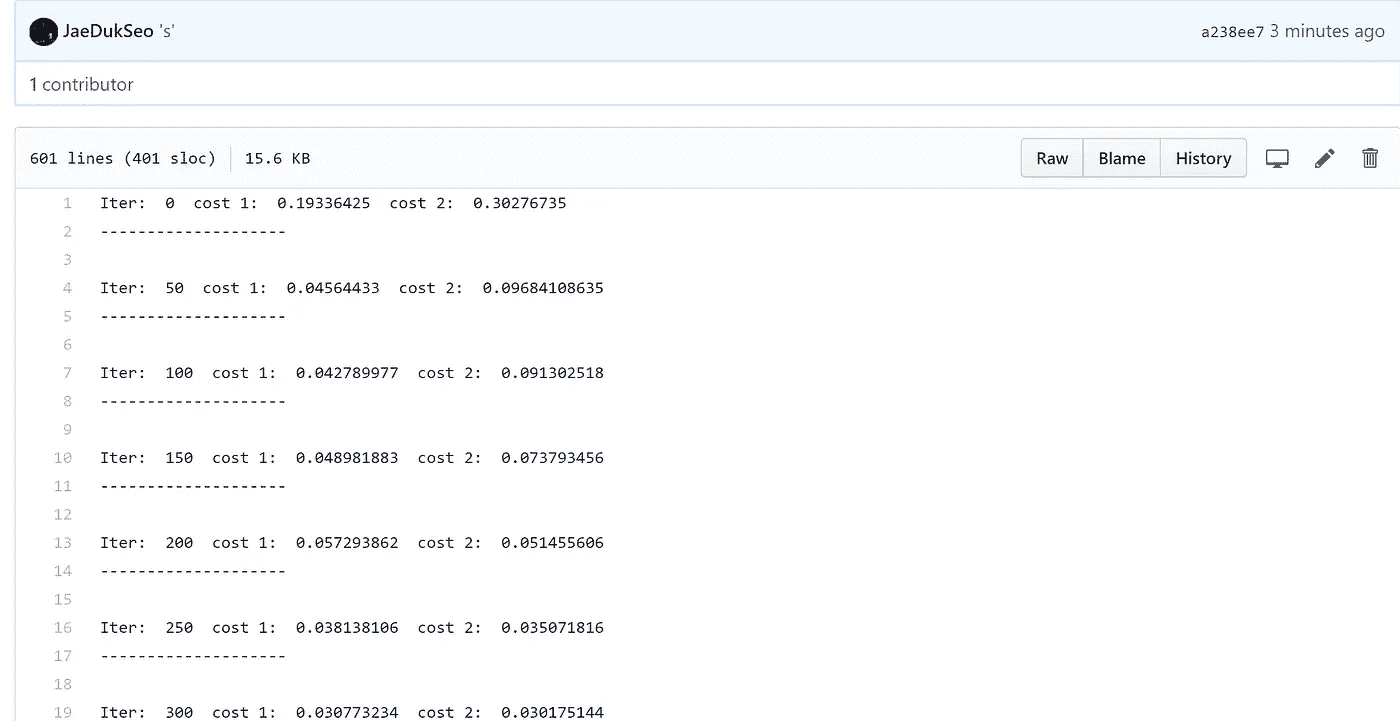 JaeDukSeo 's' a238ee7 3 minutes ago
1 contributor
601 lines (401 sloc) 15.6 KB Raw Blame History
1 Iter:  0  cost 1:  0.19336425  cost 2:  0.30276735
2 --------------------
3
4 Iter:  50  cost 1:  0.04564433  cost 2:  0.09684108635
5 --------------------
6
7 Iter:  100  cost 1:  0.042789977  cost 2:  0.091302518
8 --------------------
9
10 Iter:  150  cost 1:  0.048981883  cost 2:  0.073793456
11 --------------------
12
13 Iter:  200  cost 1:  0.057293862  cost 2:  0.051455606
14 --------------------
15
16 Iter:  250  cost 1:  0.038138106  cost 2:  0.035071816
17 --------------------
18
19 Iter:  300  cost 1:  0.030773234  cost 2:  0.030175144